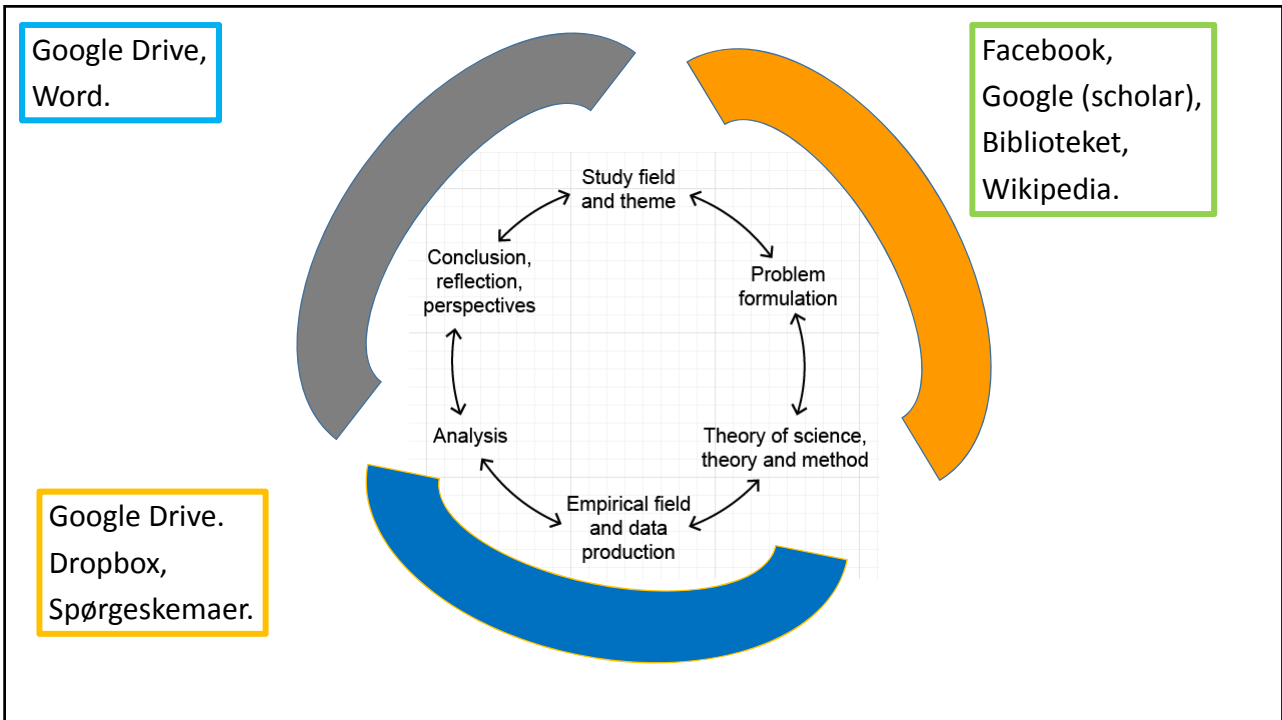 Google Drive,
Word.
Facebook,
Google (scholar),
Biblioteket,
Wikipedia.
Study field
and theme
Problem
formulation
Theory of science,
theory and method
Empirical field
and data
production
Analysis
Conclusion,
reflection,
perspectives
Google Drive.
Dropbox,
Spørgeskemaer.